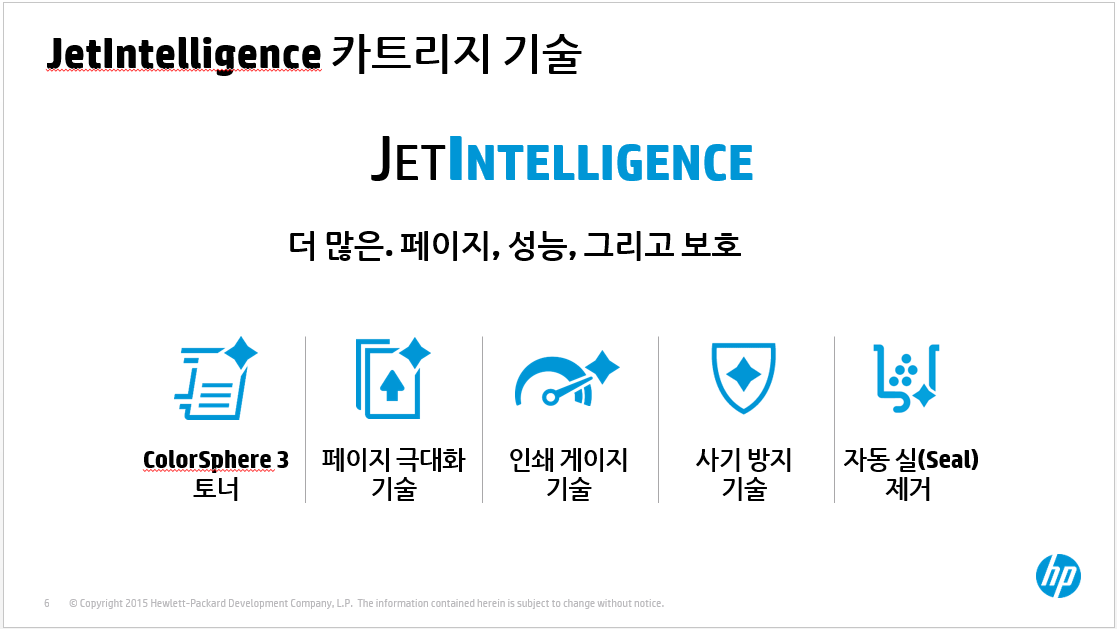 JetIntelligence 카트리지 기술
JETINTELLIGENCE
더 많은. 페이지, 성능, 그리고 보호
ColorSphere 3
토너
페이지 극대화
기술
인쇄 게이지
기술
사기 방지
기술
자동 실(Seal)
제거
hp
6 © Copyright 2015 Hewlett-Packard Development Company, L.P. The information contained herein is subject to change without notice.